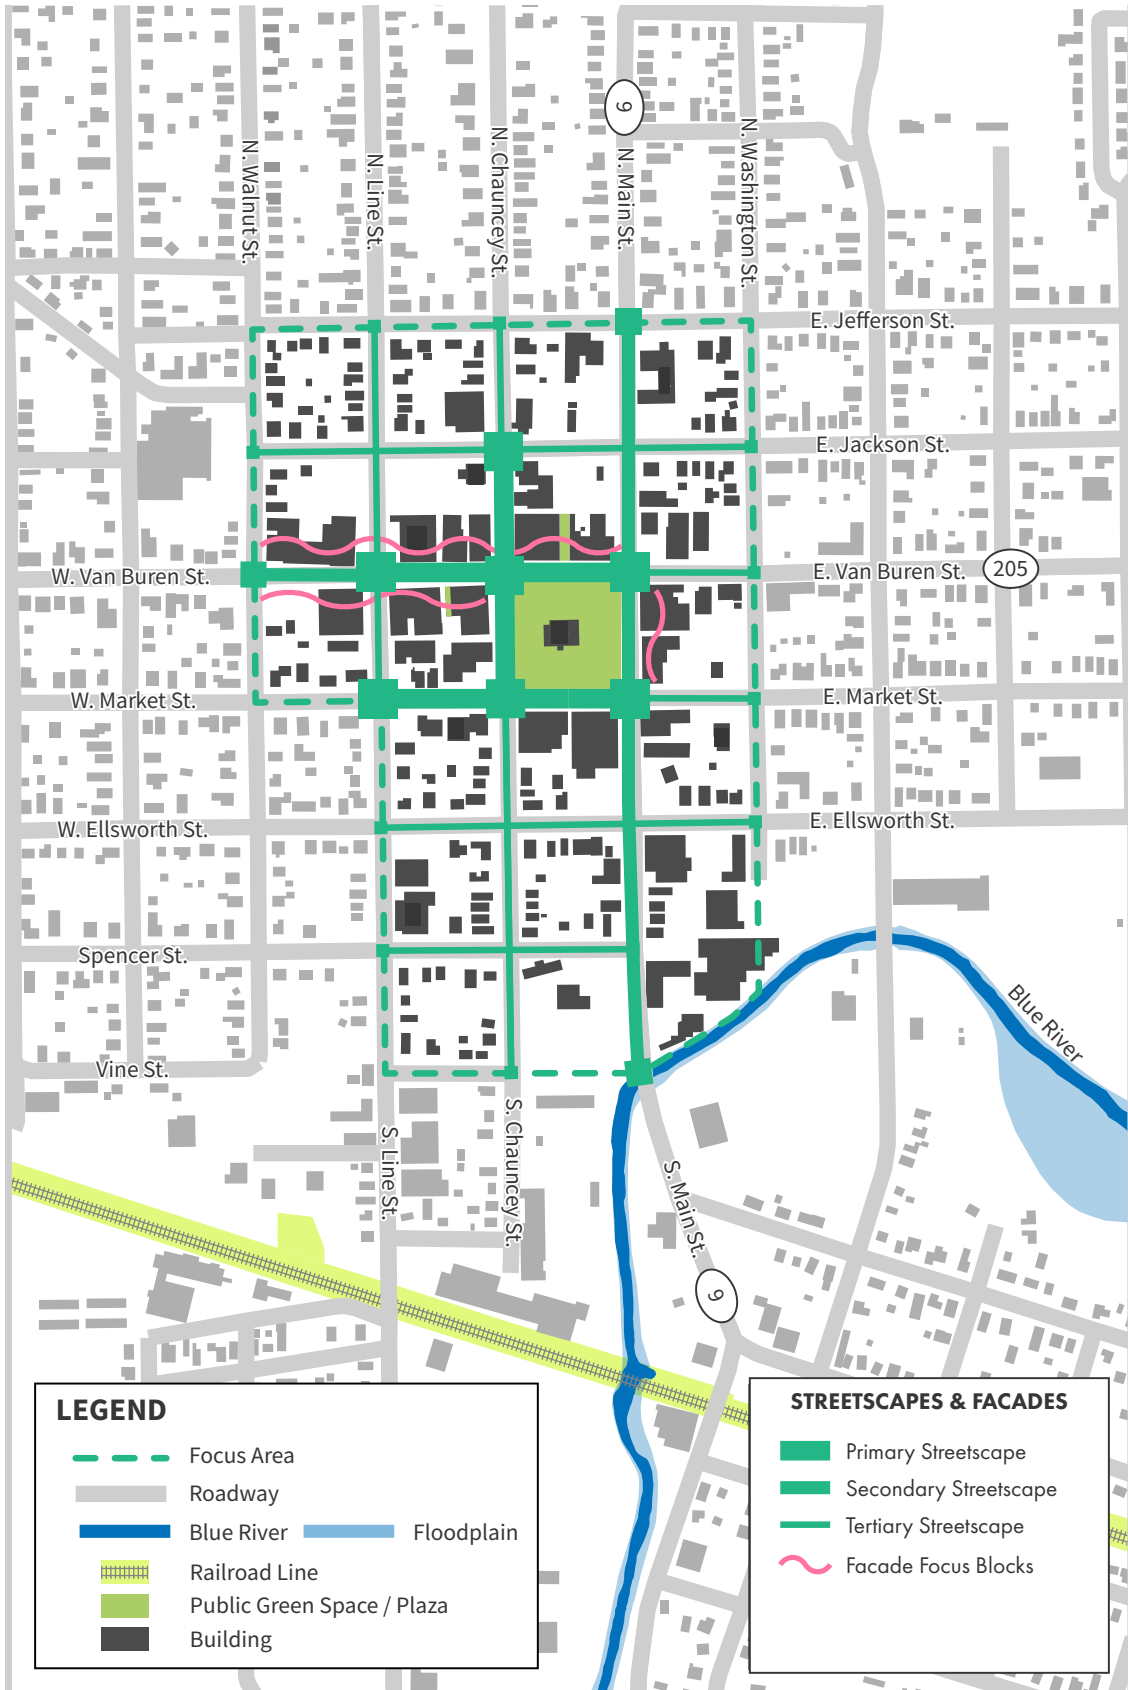 9
N. Walnut St.
N. Line St.
N. Chauncey St.
N. Main St.
N. Washington St.
E. Jefferson St.
E. Jackson St.
W. Van Buren St.
E. Van Buren St.
205
W. Market St.
E. Market St.
W. Ellsworth St.
E. Ellsworth St.
Spencer St.
Blue River
Vine St.
S. Line St.
S. Chauncey St.
S. Main St.
9
LEGEND
Focus Area
Roadway
Blue River
Floodplain
Railroad Line
Public Green Space / Plaza
Building
STREETSCAPES & FACADES
Primary Streetscape
Secondary Streetscape
Tertiary Streetscape
Facade Focus Blocks